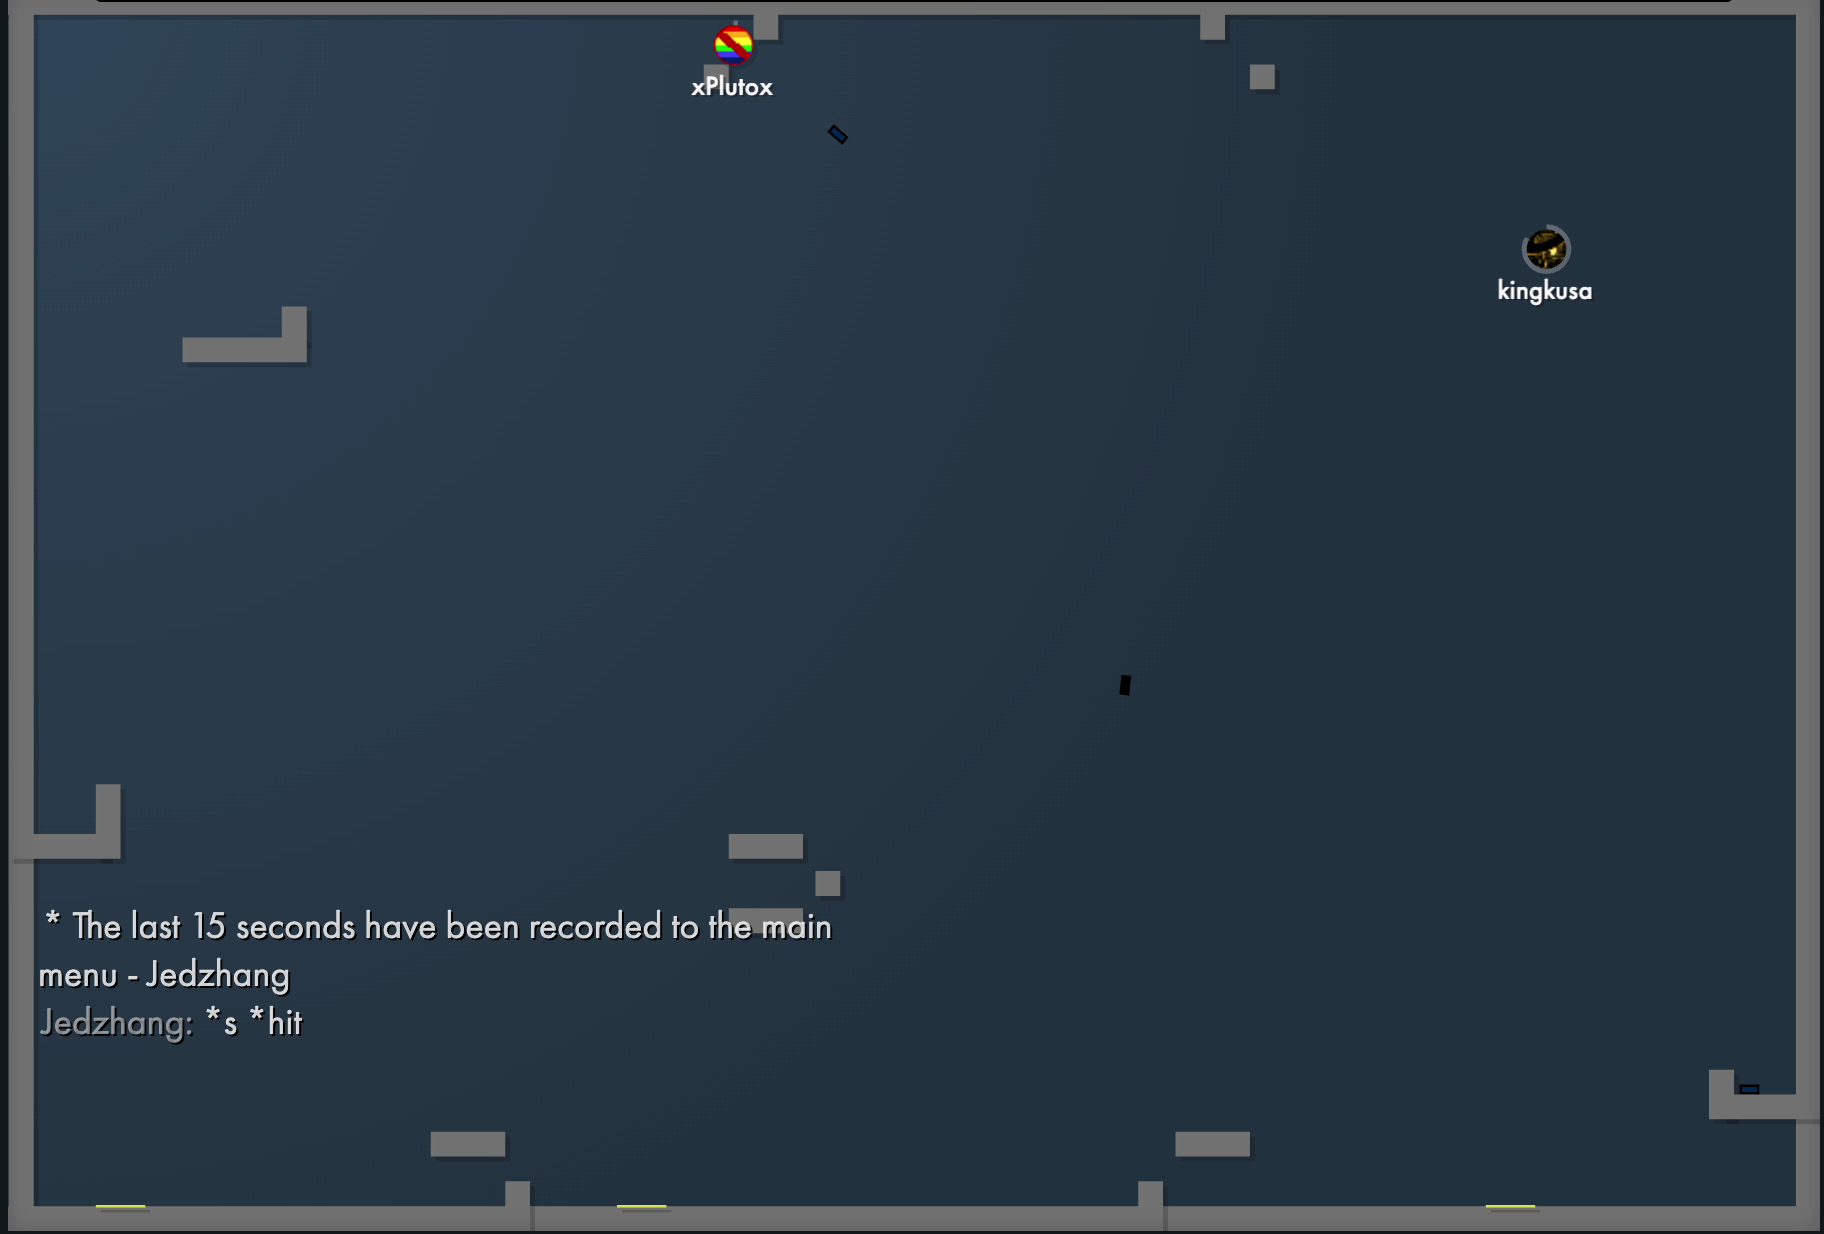 xPlutox
kingkusa
* The last 15 seconds have been recorded to the main
menu - Jedzhang
Jedzhang: *s *hit